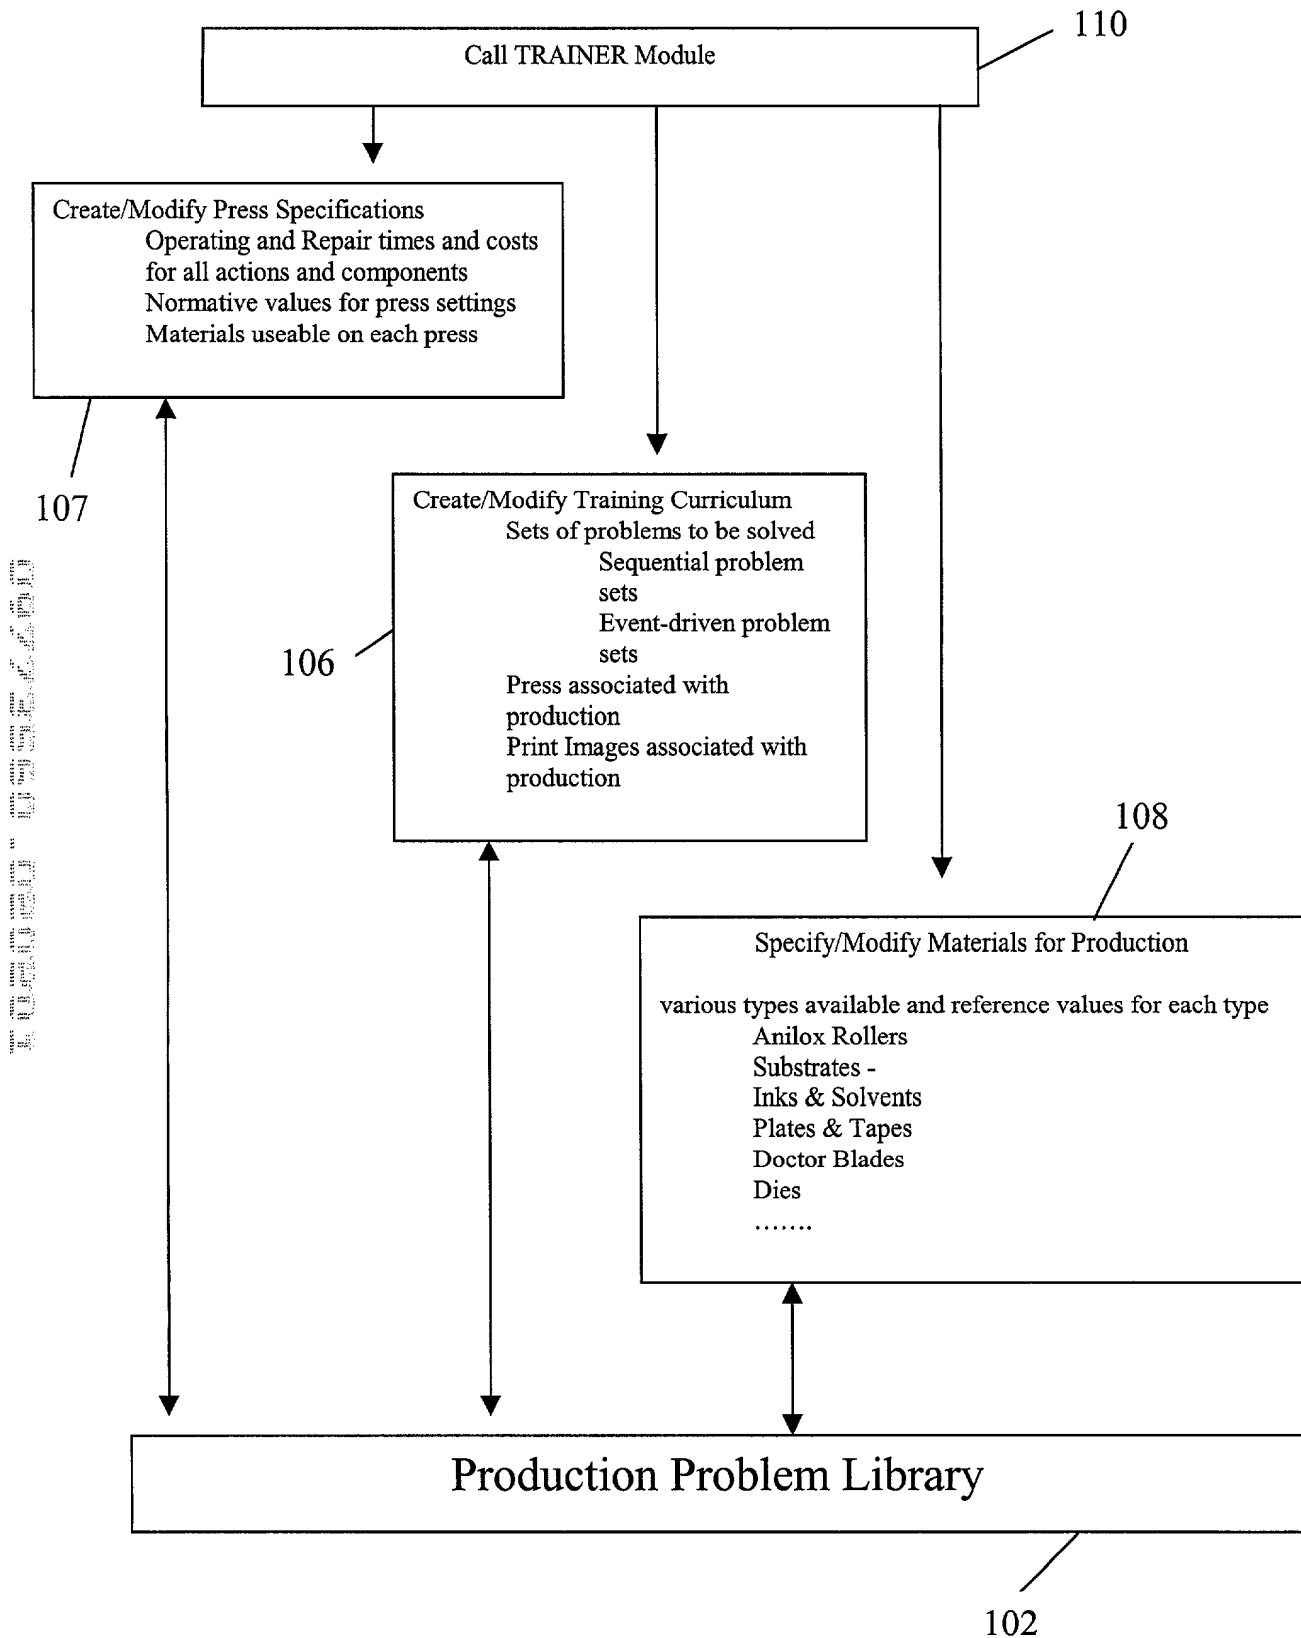 110
Call TRAINER Module
Create/Modify Press Specifications
Operating and Repair times and costs
for all actions and components
Normative values for press settings
Materials useable on each press
107
Create/Modify Training Curriculum
Sets of problems to be solved
Sequential problem
sets
Event-driven problem
sets
Press associated with
production
Print Images associated with
production
106
108
Specify/Modify Materials for Production
various types available and reference values for each type
Anilox Rollers
Substrates -
Inks & Solvents
Plates & Tapes
Doctor Blades
Dies
.......
Production Problem Library
102